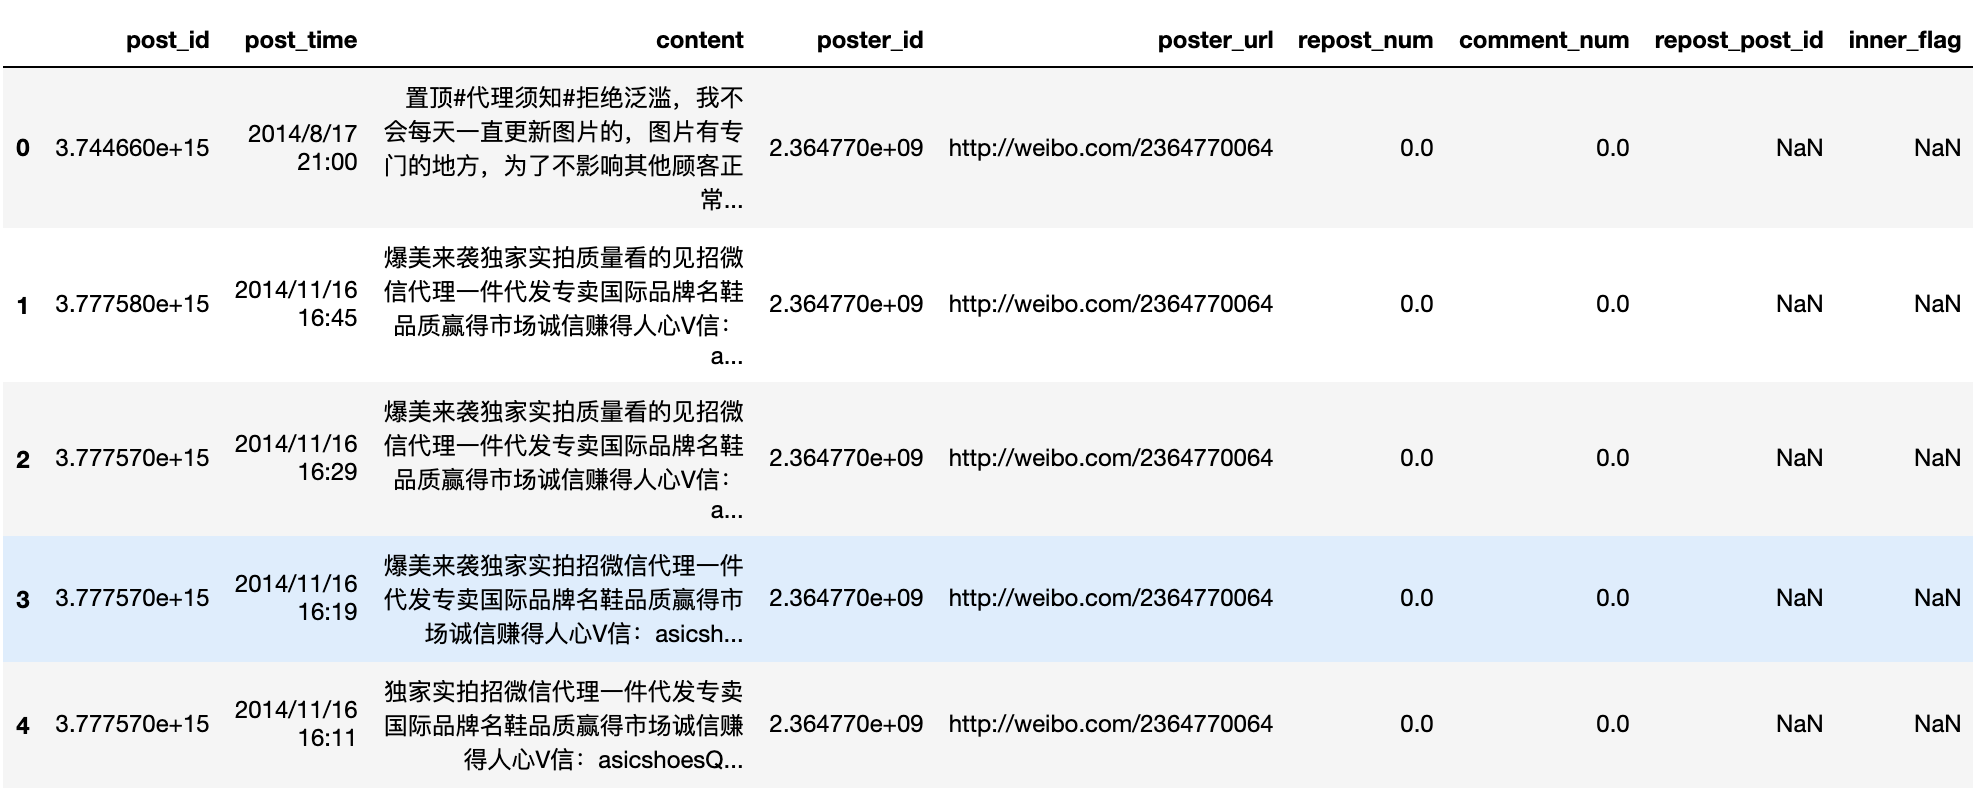 post_id post_time content poster_id poster_url repost_num comment_num repost_post_id inner_flag
置顶#代理须知#拒绝泛滥，我不
2014/8/17 会每天一直更新图片的，图片有专
0 3.744660e+15 2.364770e+09 http://weibo.com/2364770064 0.0 0.0 NaN NaN
21:00 门的地方，为了不影响其他顾客正
常...
爆美来袭独家实拍质量看的见招微
2014/11/16 信代理一件代发专卖国际品牌名鞋
1 3.777580e+15 2.364770e+09 http://weibo.com/2364770064 0.0 0.0 NaN NaN
16:45 品质赢得市场诚信赚得人心V信：
a...
爆美来袭独家实拍质量看的见招微
2014/11/16 信代理一件代发专卖国际品牌名鞋
2 3.777570e+15 2.364770e+09 http://weibo.com/2364770064 0.0 0.0 NaN NaN
16:29 品质赢得市场诚信赚得人心V信：
a...
爆美来袭独家实拍招微信代理一件
2014/11/16
3 3.777570e+15 代发专卖国际品牌名鞋品质赢得市 2.364770e+09 http://weibo.com/2364770064 0.0 0.0 NaN NaN
16:19
场诚信赚得人心V信：asicsh...
独家实拍招微信代理一件代发专卖
2014/11/16
4 3.777570e+15 国际品牌名鞋品质赢得市场诚信赚 2.364770e+09 http://weibo.com/2364770064 0.0 0.0 NaN NaN
16:11
得人心V信：asicshoesQ...